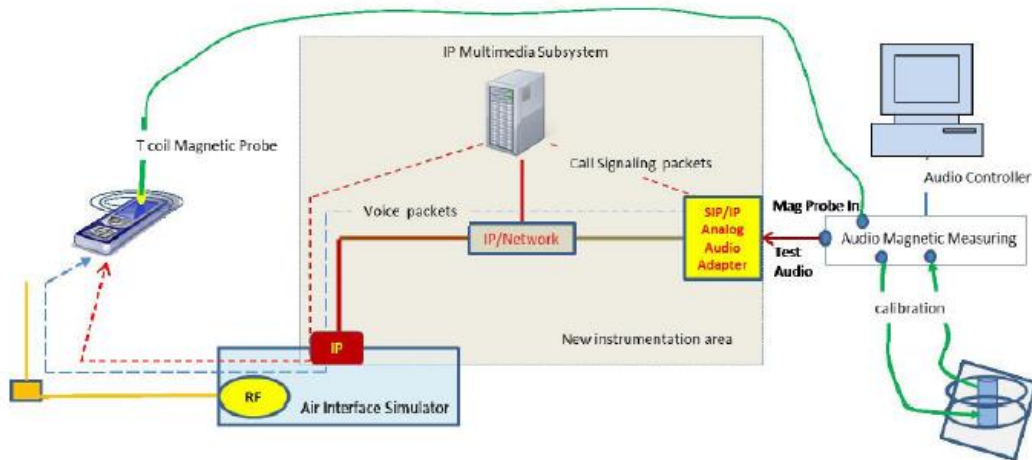 IP Multimedia Subsystem
T coil Magnetic Probe
Call Signaling packets
Audio Controller
Voice packets
SIP/IP
Analog
Audio
Adapter
Mag Probe In
IP/Network
Audio Magnetic Measuring
Test
Audio
calibration
New instrumentation area
IP
RF
Air Interface Simulator